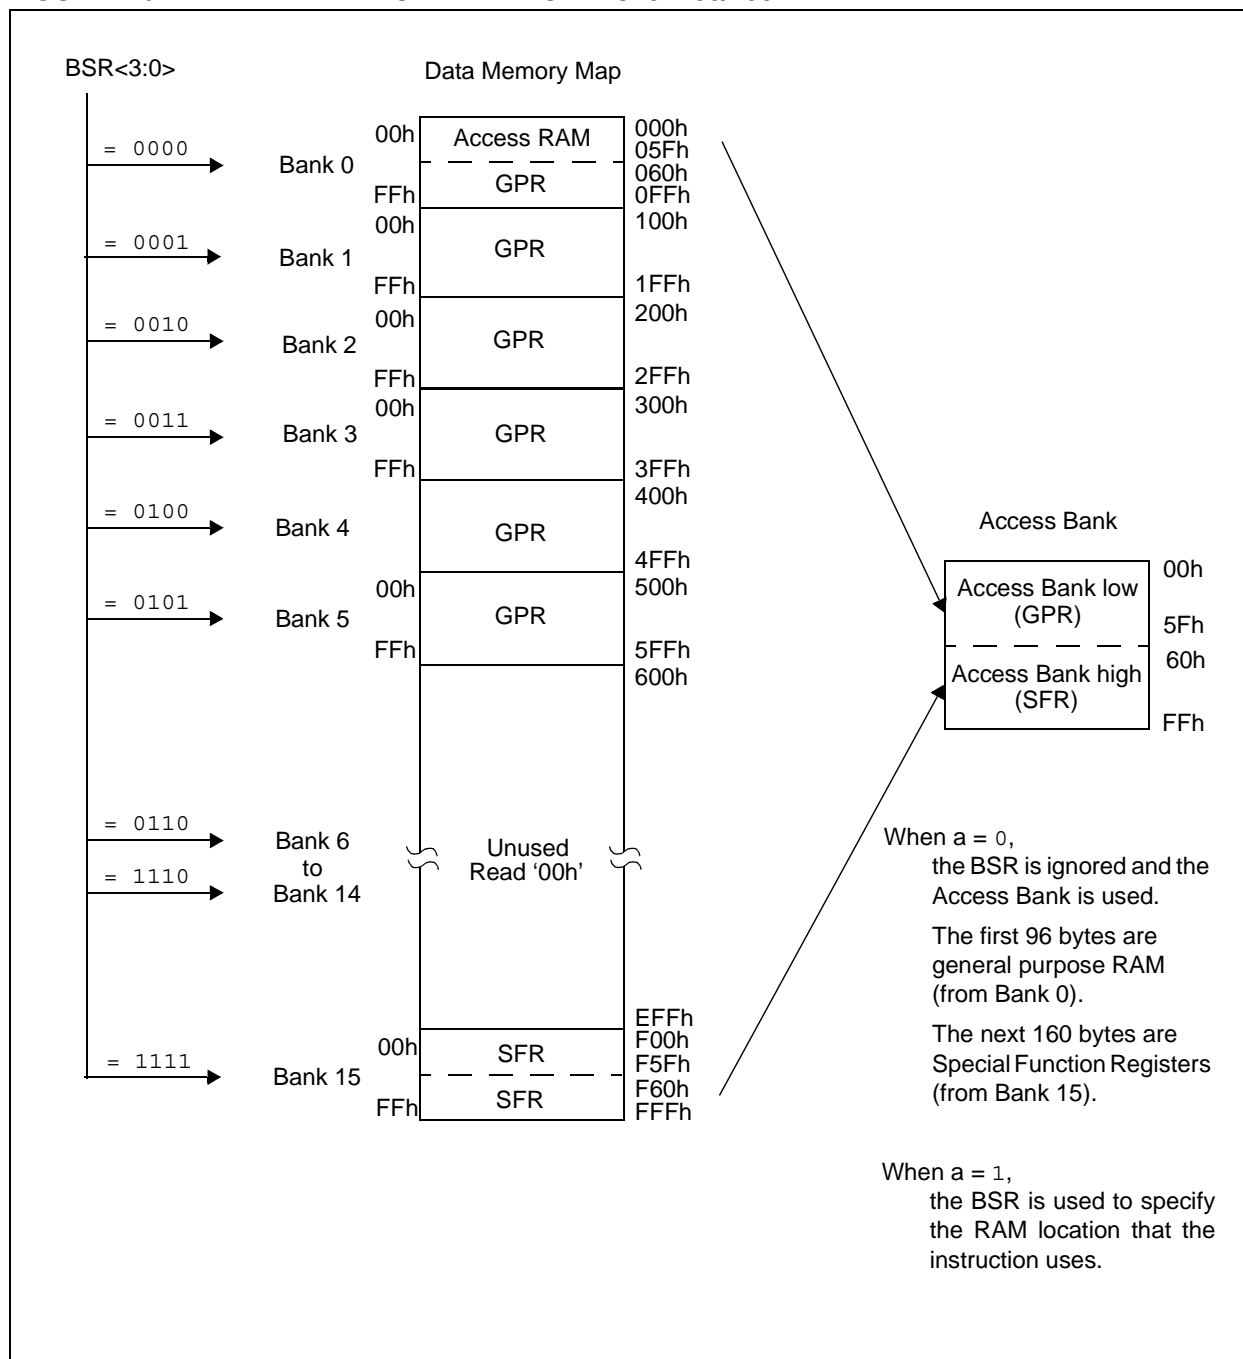 BSR<3:0>
Data Memory Map
= 0000
Bank 0
00h
Access RAM
000h
05Fh
GPR
060h
FFh
0FFh
= 0001
Bank 1
00h
GPR
100h
FFh
1FFh
= 0010
Bank 2
00h
GPR
200h
FFh
2FFh
= 0011
Bank 3
00h
GPR
300h
FFh
3FFh
= 0100
Bank 4
GPR
400h
4FFh
= 0101
Bank 5
00h
GPR
500h
FFh
5FFh
600h
= 0110
= 1110
Bank 6
to
Bank 14
Unused
Read ‘00h’
EFFh
= 1111
Bank 15
00h
SFR
F00h
F5Fh
SFR
F60h
FFh
FFFh
Access Bank
Access Bank low
(GPR)
00h
5Fh
Access Bank high
(SFR)
60h
FFh
When a = 0,
the BSR is ignored and the
Access Bank is used.
The first 96 bytes are
general purpose RAM
(from Bank 0).
The next 160 bytes are
Special Function Registers
(from Bank 15).
When a = 1,
the BSR is used to specify
the RAM location that the
instruction uses.